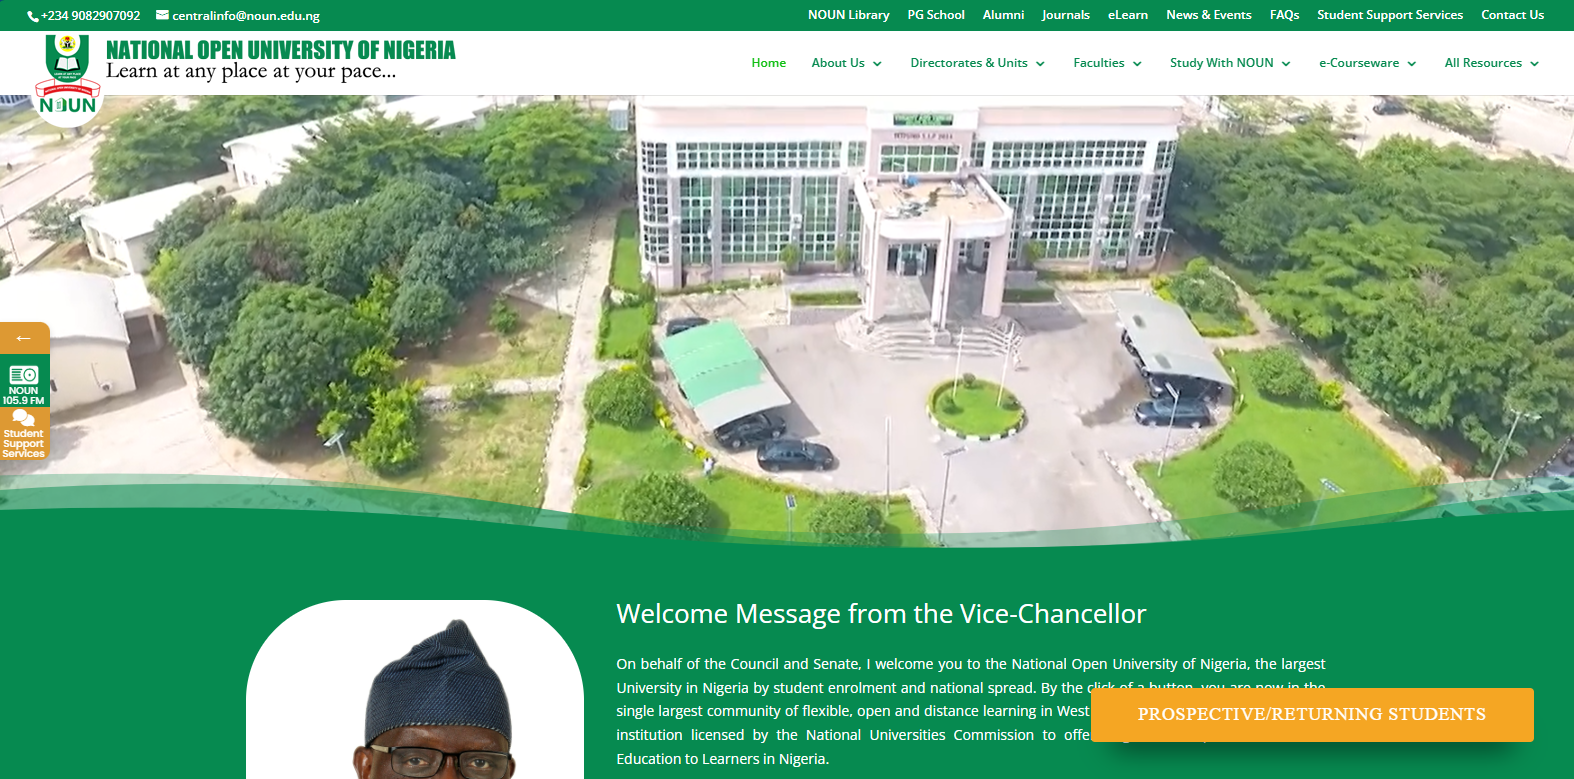 +234 9082907092 centralinfo@noun.edu.ng NOUN Library PG School Alumni Journals eLearn News & Events FAQs Student Support Services Contact Us
NATIONAL OPEN UNIVERSITY OF NIGERIA
Learn at any place at your pace...
NOUN
Home About Us Directorates & Units Faculties Study With NOUN e-Courseware All Resources
←
NOUN
105.9 FM
Student
Support
Services
Welcome Message from the Vice-Chancellor
On behalf of the Council and Senate, I welcome you to the National Open University of Nigeria, the largest
University in Nigeria by student enrolment and national spread. By the click of a button, you are now in the
single largest community of flexible, open and distance learning in West
institution licensed by the National Universities Commission to offe
Education to Learners in Nigeria.
PROSPECTIVE/RETURNING STUDENTS